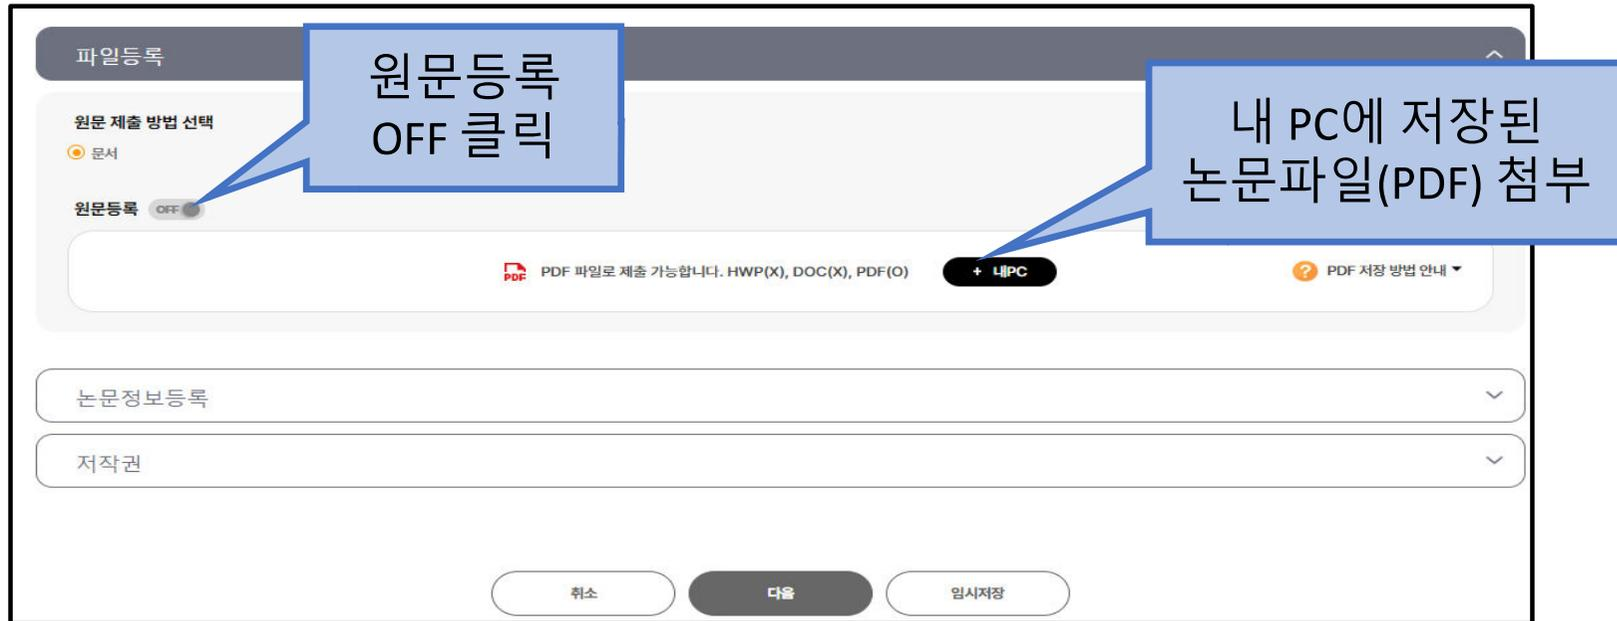 파일등록
원문등록
OFF 클릭
내 PC에 저장된
논문파일(PDF) 첨부
원문 제출 방법 선택
문서
원문등록 OFF
PDF PDF 파일로 제출 가능합니다. HWP(X), DOC(X), PDF(O) + 내PC ? PDF 저장 방법 안내
논문정보등록
저작권
취소 다음 임시저장